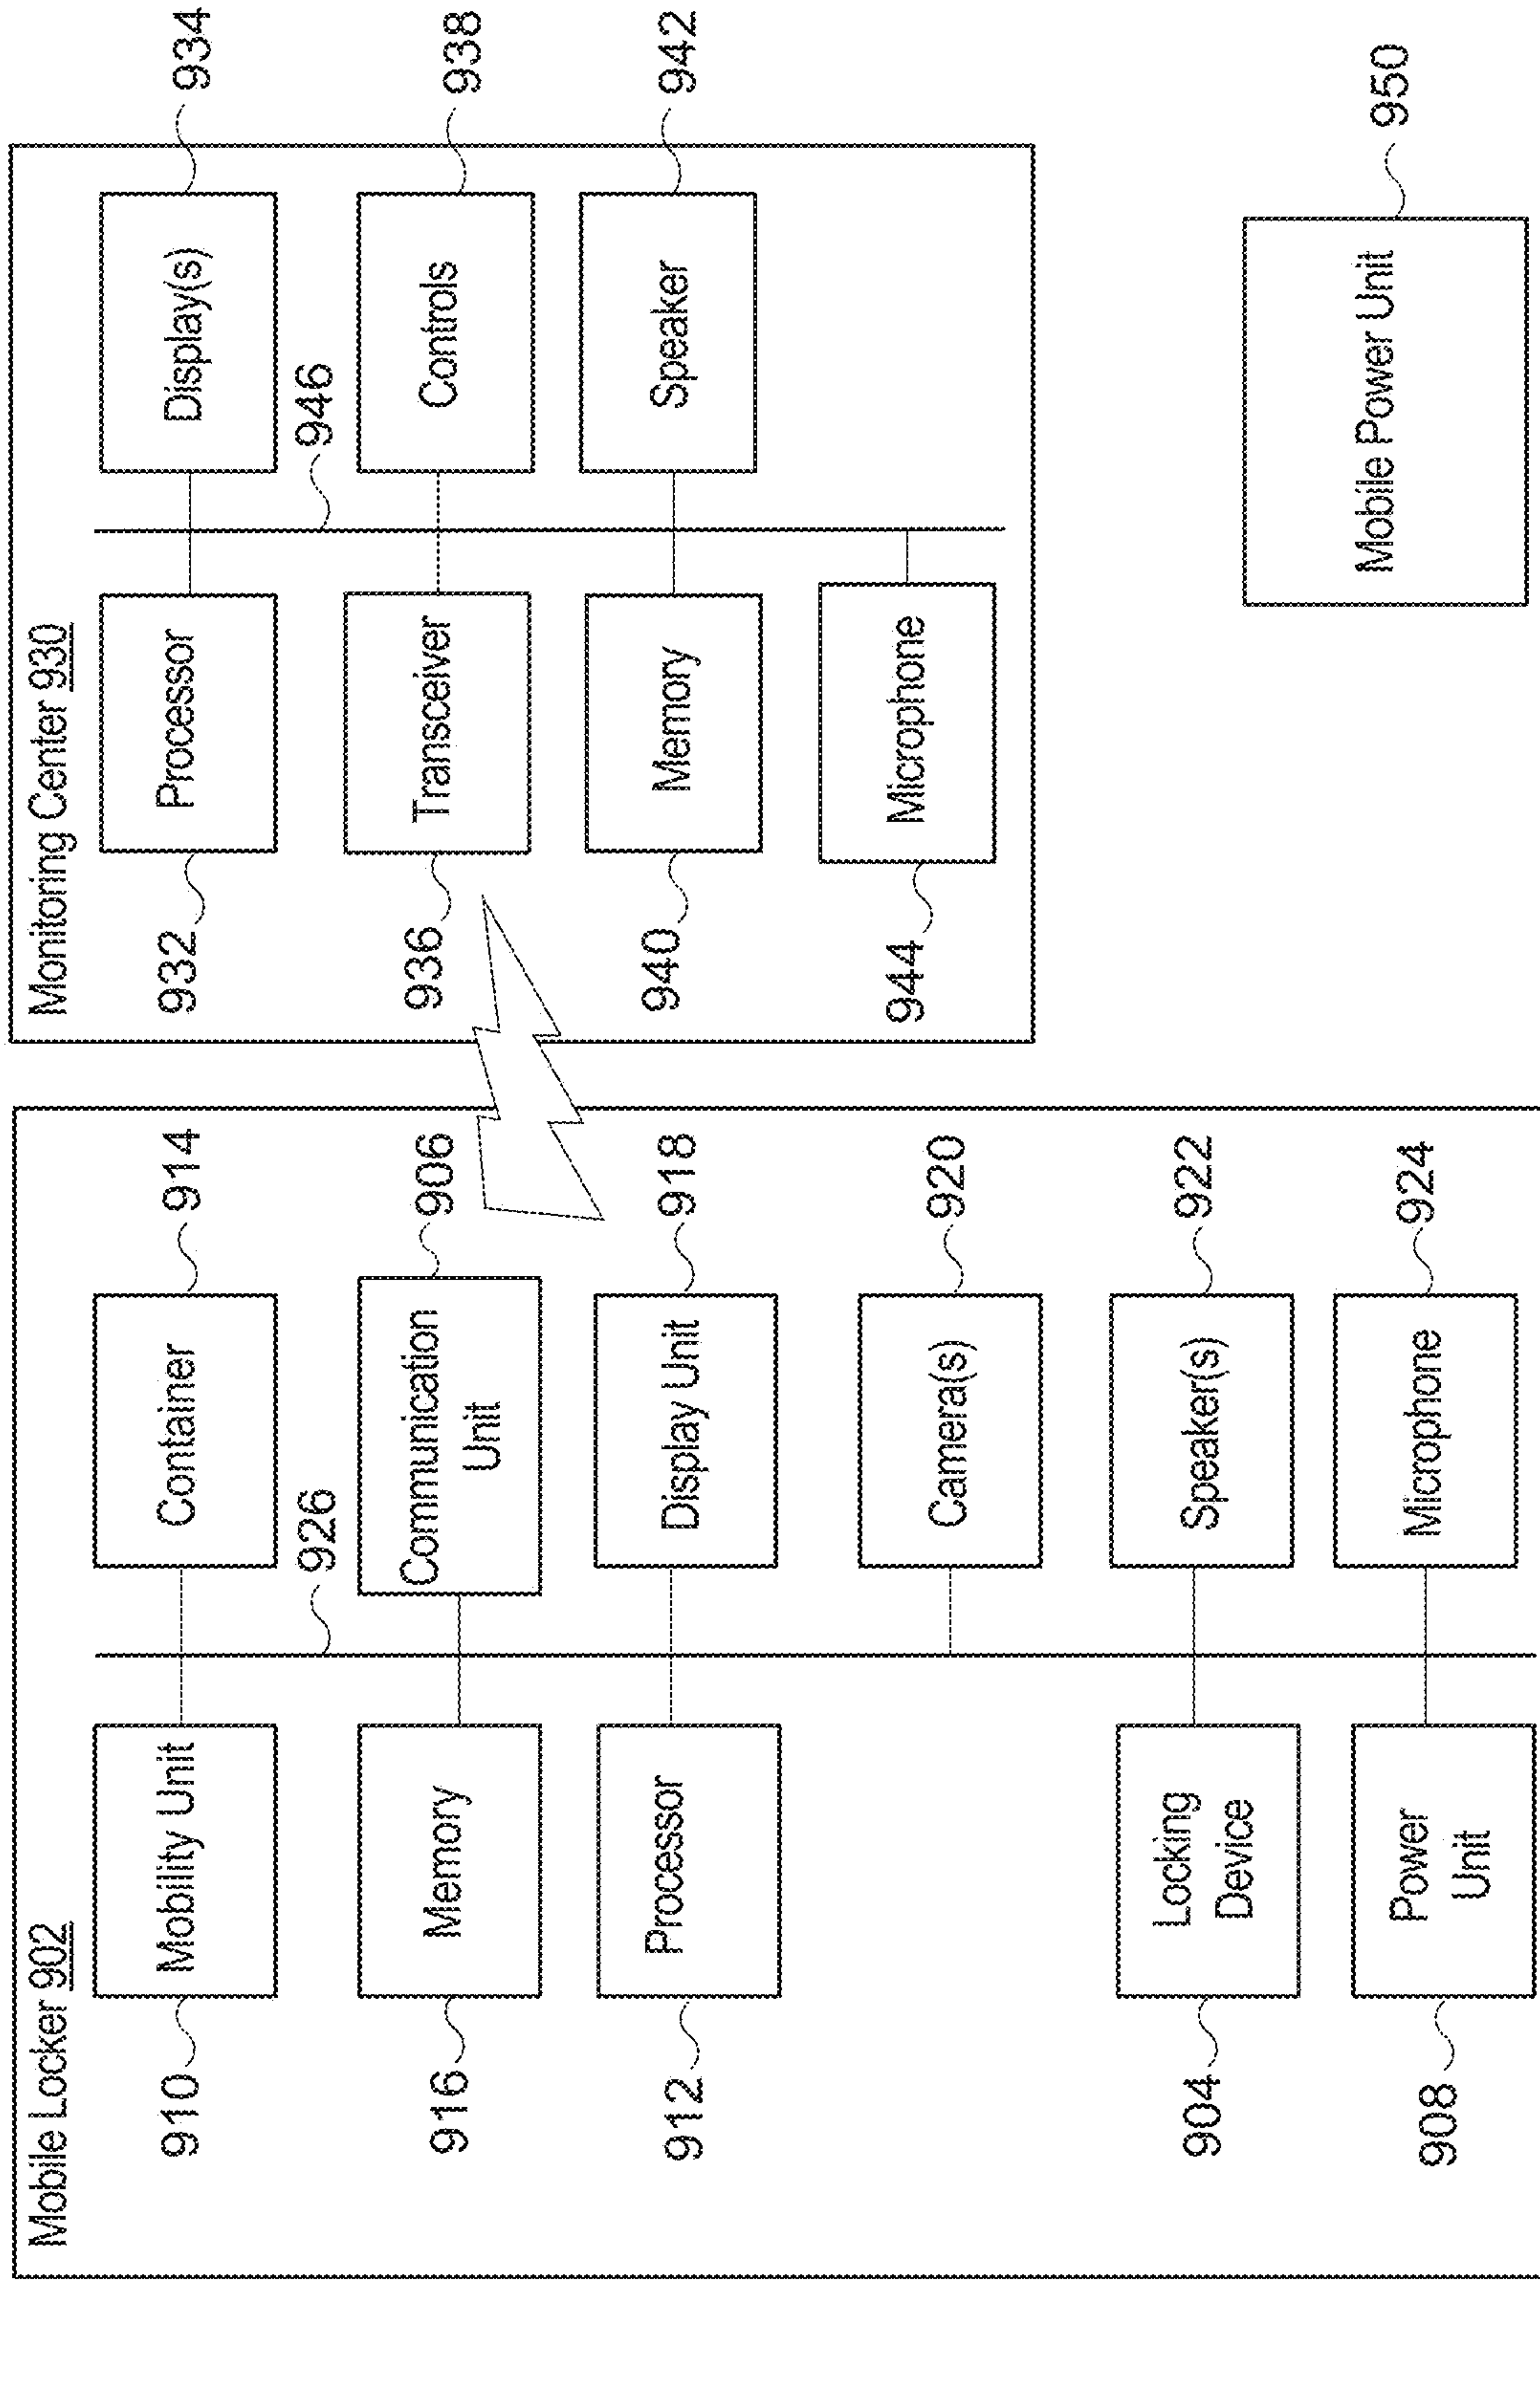 Mobile Locker 902
910
Mobility Unit
Container
914
926
916
Memory
Communication
Unit
906
912
Processor
Display Unit
918
Camera(s)
920
904
Locking
Device
Speaker(s)
922
908
Power
Unit
Microphone
924
Monitoring Center 930
932
Processor
Display(s)
934
946
936
Transceiver
Controls
938
940
Memory
Speaker
942
944
Microphone
Mobile Power Unit
950